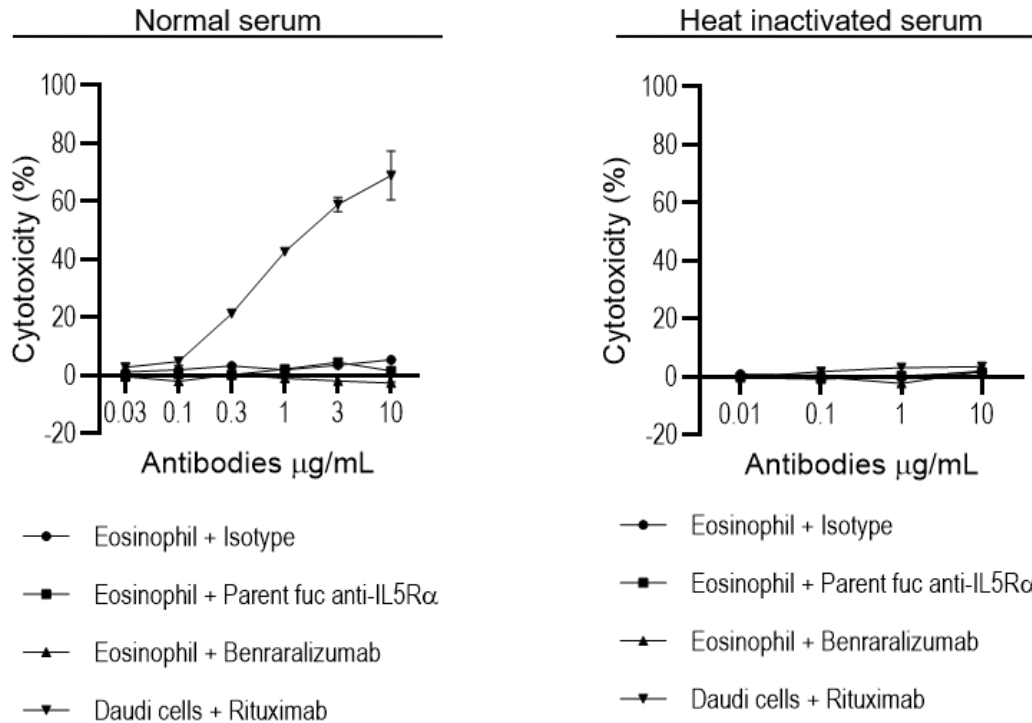 Normal serum
100
80
60
40
20
0
-20
Cytotoxicity (%)
0.03 0.1 0.3 1 3 10
Antibodies μg/mL
Eosinophil + Isotype
Eosinophil + Parent fuc anti-IL5Rα
Eosinophil + Benraralizumab
Daudi cells + Rituximab
Heat inactivated serum
100
80
60
40
20
0
-20
Cytotoxicity (%)
0.01 0.1 1 10
Antibodies μg/mL
Eosinophil + Isotype
Eosinophil + Parent fuc anti-IL5Rα
Eosinophil + Benraralizumab
Daudi cells + Rituximab